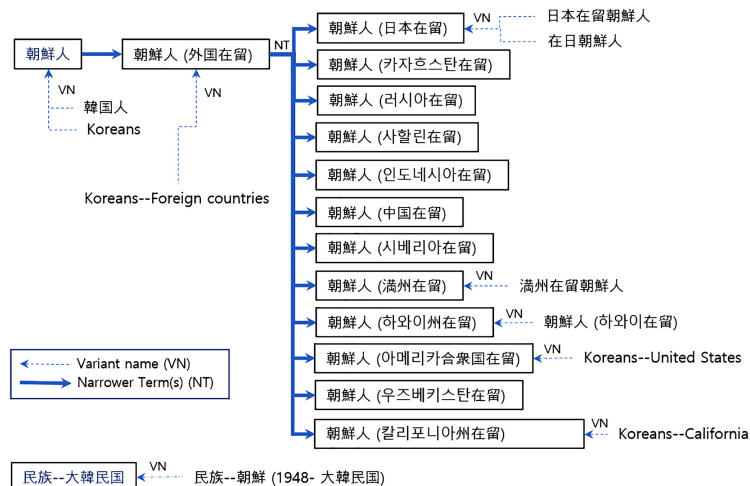 朝鮮人
VN
韓国人
Koreans
朝鮮人 (外国在留)
VN
Koreans--Foreign countries
NT
朝鮮人 (日本在留)
VN
日本在留朝鮮人
在日朝鮮人
朝鮮人 (카자흐스탄在留)
朝鮮人 (러시아在留)
朝鮮人 (사할린在留)
朝鮮人 (인도네시아在留)
朝鮮人 (中国在留)
朝鮮人 (시베리아在留)
朝鮮人 (満州在留)
VN
満州在留朝鮮人
朝鮮人 (하와이州在留)
VN
朝鮮人 (하와이在留)
朝鮮人 (아메리카合衆国在留)
VN
Koreans--United States
朝鮮人 (우즈베키스탄在留)
朝鮮人 (칼리포니아州在留)
VN
Koreans--California
Variant name (VN)
Narrower Term(s) (NT)
民族--大韓民国
VN
民族--朝鮮 (1948- 大韓民国)